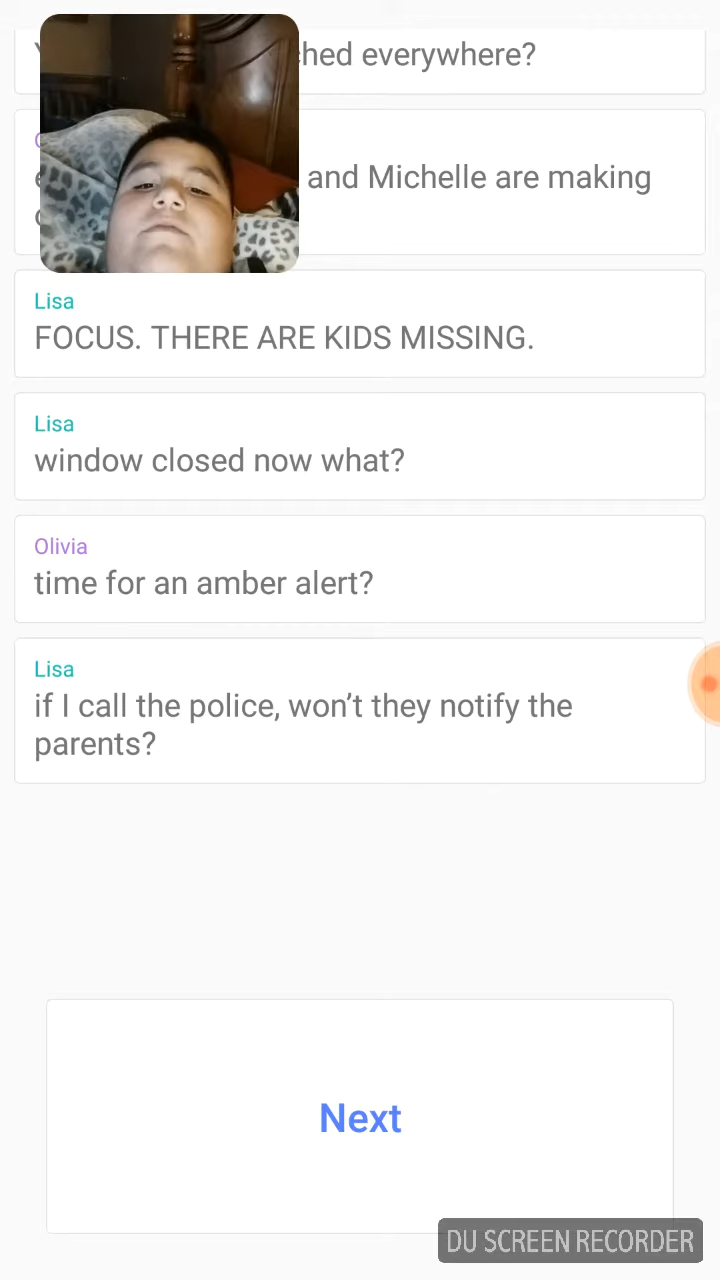 ched everywhere?
and Michelle are making
Lisa
FOCUS. THERE ARE KIDS MISSING.
Lisa
window closed now what?
Olivia
time for an amber alert?
Lisa
if I call the police, won’t they notify the
parents?
Next
DU SCREEN RECORDER